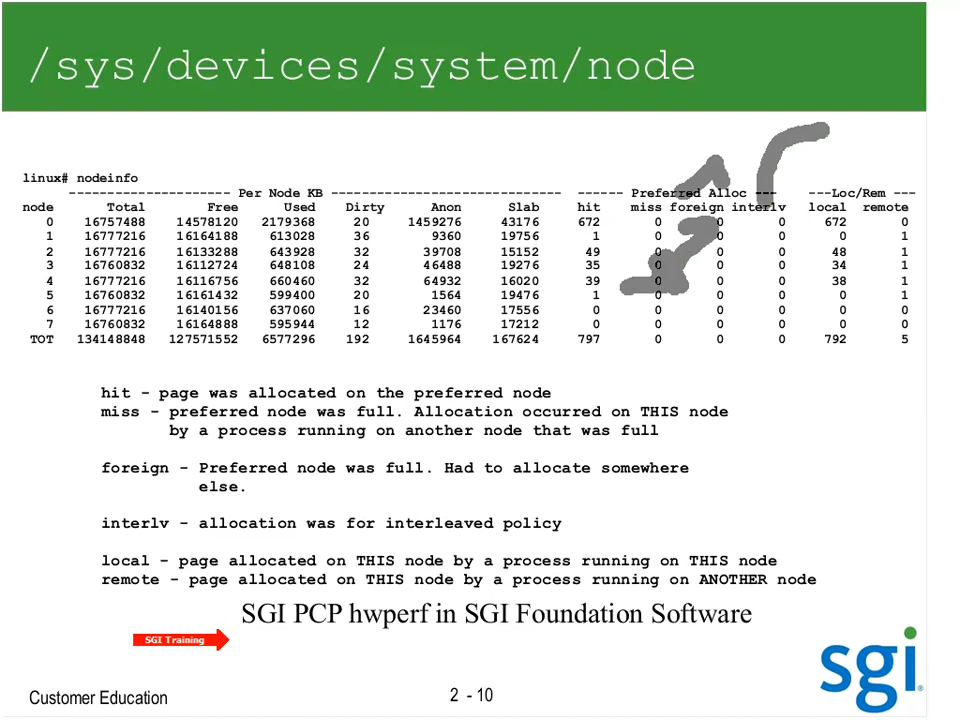 /sys/devices/system/node
linux# nodeinfo
--------------------- Per Node KB ------------------------------ ------ Preferred Alloc --- ---Loc/Rem ---
node Total Free Used Dirty Anon Slab hit miss foreign interlv local remote
0 16757488 14578120 2179368 20 1459276 43176 672 0 0 0 672 0
1 16777216 16164188 613028 36 9360 19756 1 0 0 0 0 1
2 16777216 16133288 643928 32 39708 15152 49 0 0 0 48 1
3 16760832 16112724 648108 24 46488 19276 35 0 0 0 34 1
4 16777216 16116756 660460 32 64932 16020 39 0 0 0 38 1
5 16760832 16161432 599400 20 1564 19476 1 0 0 0 0 1
6 16777216 16140156 637060 16 23460 17556 0 0 0 0 0 0
7 16760832 16164888 595944 12 1176 17212 0 0 0 0 0 0
TOT 134148848 127571552 6577296 192 1645964 167624 797 0 0 0 792 5
hit - page was allocated on the preferred node
miss - preferred node was full. Allocation occurred on THIS node
by a process running on another node that was full
foreign - Preferred node was full. Had to allocate somewhere
else.
interlv - allocation was for interleaved policy
local - page allocated on THIS node by a process running on THIS node
remote - page allocated on THIS node by a process running on ANOTHER node
SGI PCP hwperf in SGI Foundation Software
SGI Training
sgi®
Customer Education
2 - 10